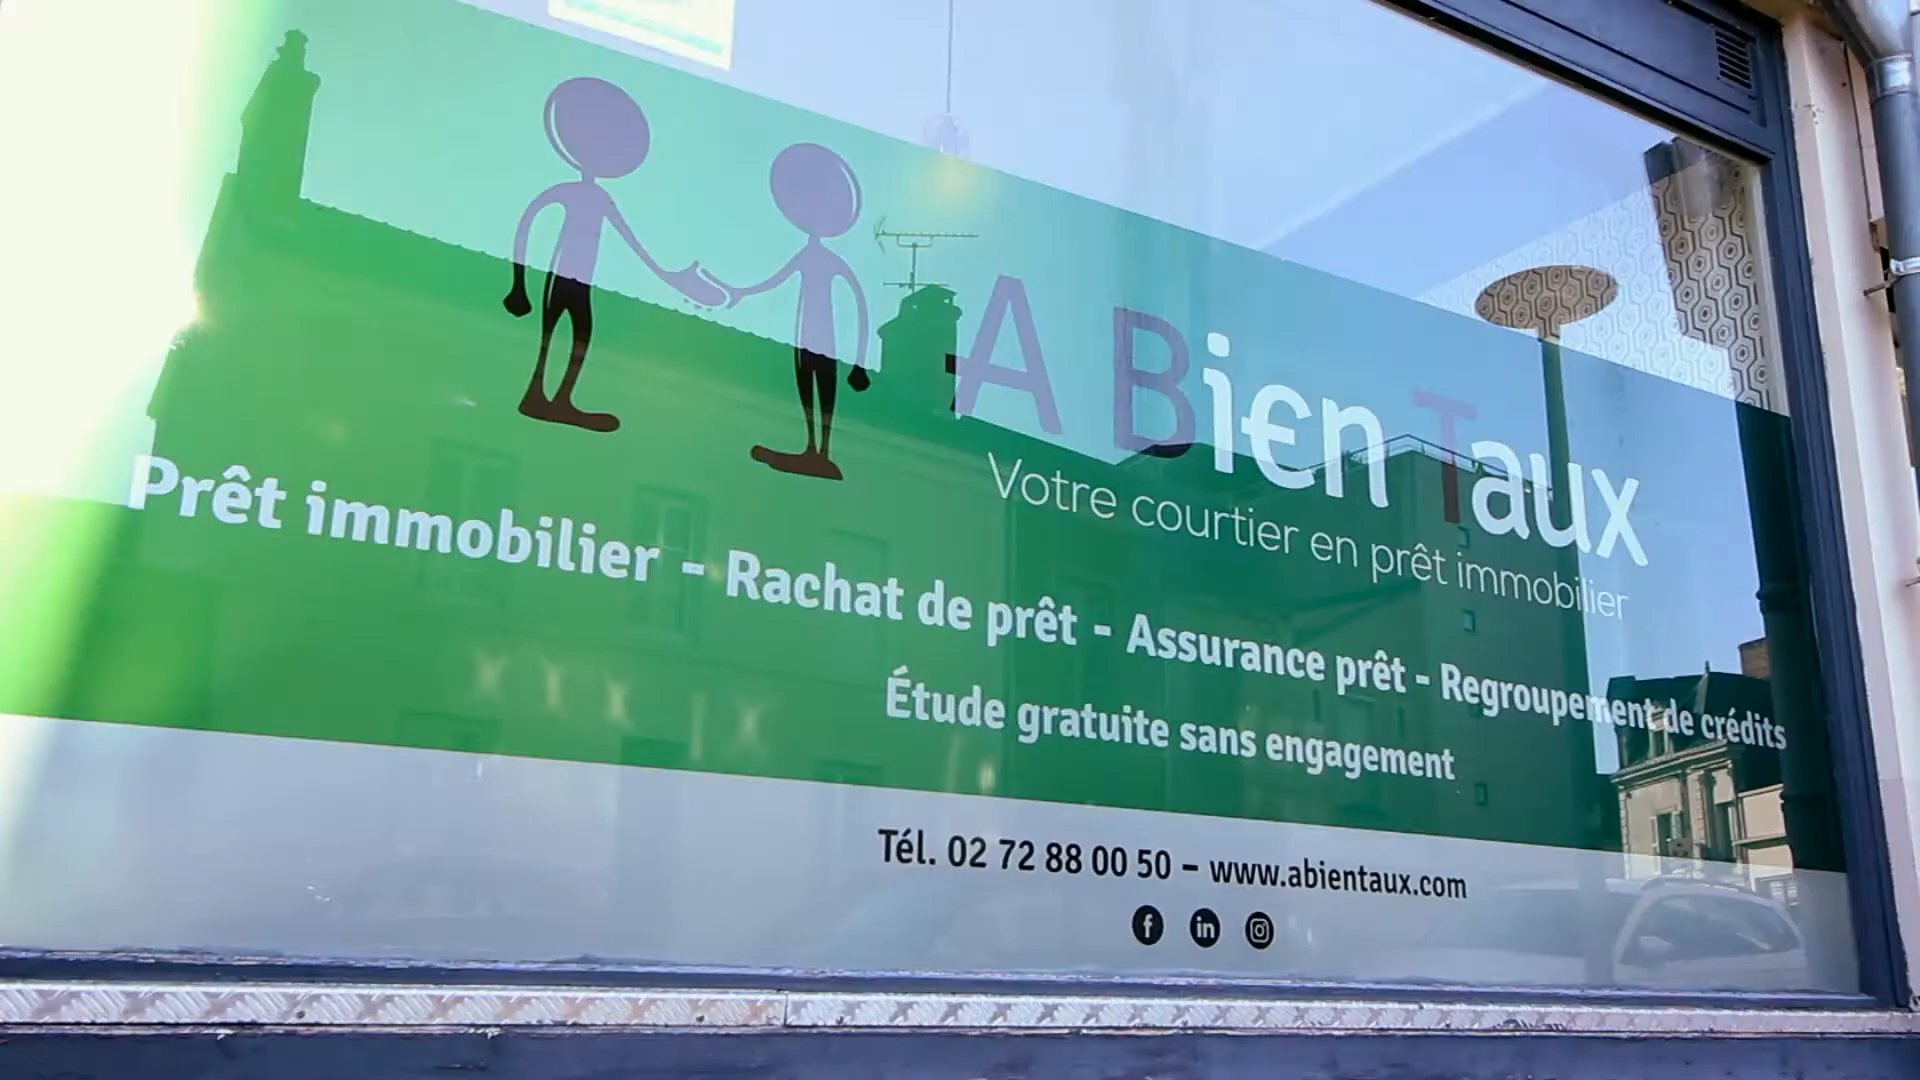 A Bi€n Taux
Votre courtier en prêt immobilier
Prêt immobilier - Rachat de prêt - Assurance prêt - Regroupement de crédits
Étude gratuite sans engagement
Tél. 02 72 88 00 50 – www.abientaux.com